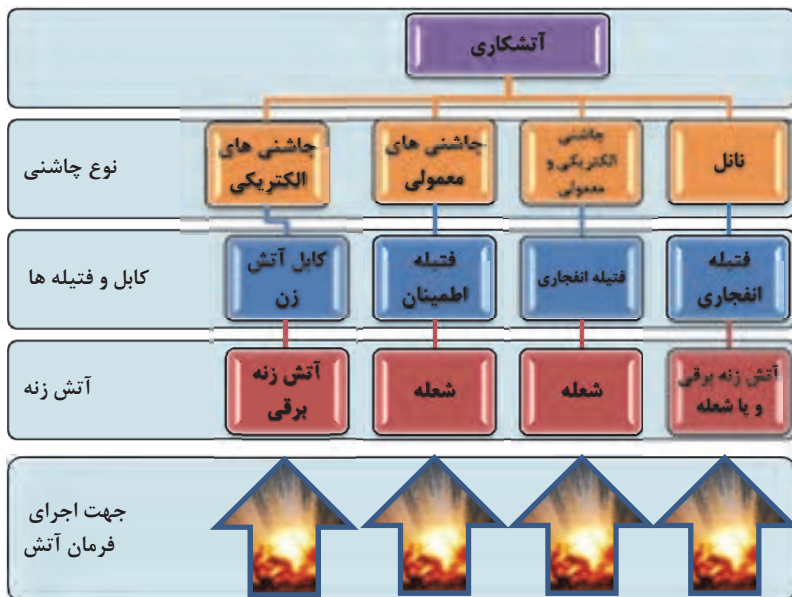 آتشکاری
نوع چاشنی
نانل
چاشنی
الکتریکی و
معمولی
چاشنی های
معمولی
چاشنی های
الکتریکی
کابل و فتیله ها
فتیله
انفجاری
فتیله انفجاری
فتیله
اطمینان
کابل آتش
زن
آتش زنه
آتش زنه برقی
و یا شعله
شعله
شعله
آتش زنه
برقی
جهت اجرای
فرمان آتش